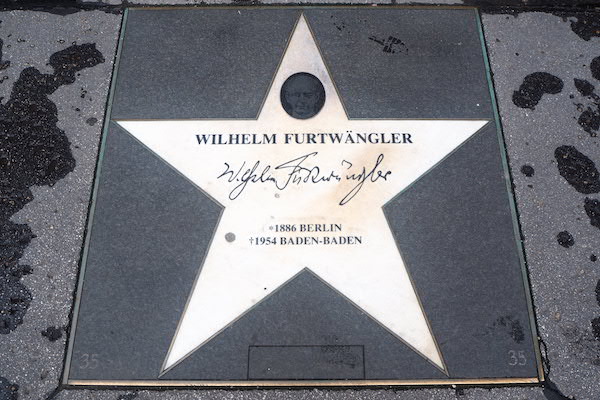 WILHELM FURTWÄNGLER
Wilhelm Furtwängler
*1886 BERLIN
†1954 BADEN-BADEN
35 35